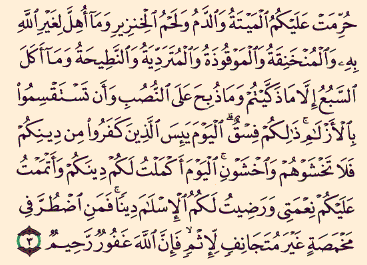 حُرِّمَتْ عَلَيْكُمُ ٱلْمَيْتَةُ وَٱلدَّمُ وَلَحْمُ ٱلْخِنزِيرِ وَمَآ أُهِلَّ لِغَيْرِ ٱللَّهِ
بِهِۦ وَٱلْمُنْخَنِقَةُ وَٱلْمَوْقُوذَةُ وَٱلْمُتَرَدِّيَةُ وَٱلنَّطِيحَةُ وَمَآ أَكَلَ
ٱلسَّبُعُ إِلَّا مَا ذَكَّيْتُمْ وَمَا ذُبِحَ عَلَى ٱلنُّصُبِ وَأَن تَسْتَقْسِمُوا۟
بِٱلْأَزْلَـٰمِ ۚ ذَٰلِكُمْ فِسْقٌ ۗ ٱلْيَوْمَ يَئِسَ ٱلَّذِينَ كَفَرُوا۟ مِن دِينِكُمْ
فَلَا تَخْشَوْهُمْ وَٱخْشَوْنِ ۚ ٱلْيَوْمَ أَكْمَلْتُ لَكُمْ دِينَكُمْ وَأَتْمَمْتُ
عَلَيْكُمْ نِعْمَتِى وَرَضِيتُ لَكُمُ ٱلْإِسْلَـٰمَ دِينًا ۚ فَمَنِ ٱضْطُرَّ فِى
مَخْمَصَةٍ غَيْرَ مُتَجَانِفٍ لِّإِثْمٍ ۙ فَإِنَّ ٱللَّهَ غَفُورٌ رَّحِيمٌ ٣